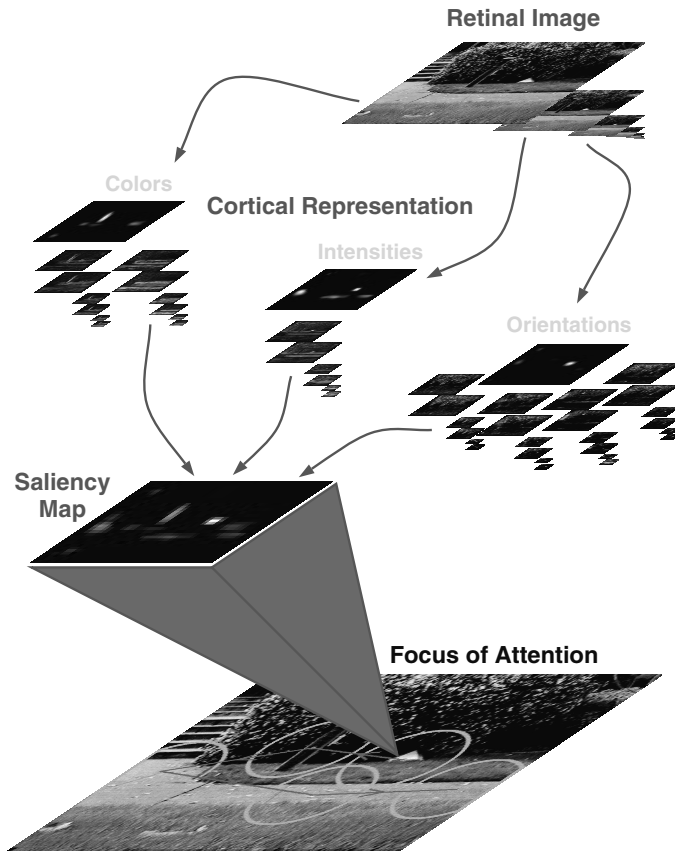 Retinal Image
Colors
Cortical Representation
Intensities
Orientations
Saliency
Map
Focus of Attention